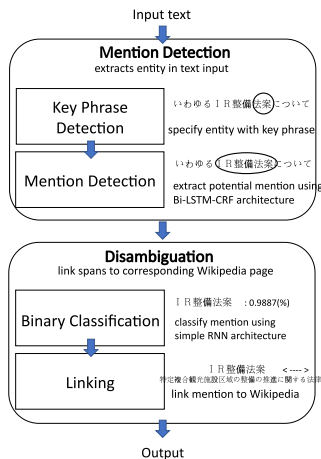 Input text
Mention Detection
extracts entity in text input
Key Phrase
Detection
いわゆるＩＲ整備法案について
specify entity with key phrase
Mention Detection
いわゆるＩＲ整備法案について
extract potential mention using
Bi-LSTM-CRF architecture
Disambiguation
link spans to corresponding Wikipedia page
Binary Classification
ＩＲ整備法案 : 0.9887(%)
classify mention using
simple RNN architecture
Linking
ＩＲ整備法案 < ---- >
特定複合観光施設区域の整備の推進に関する法律
link mention to Wikipedia
Output